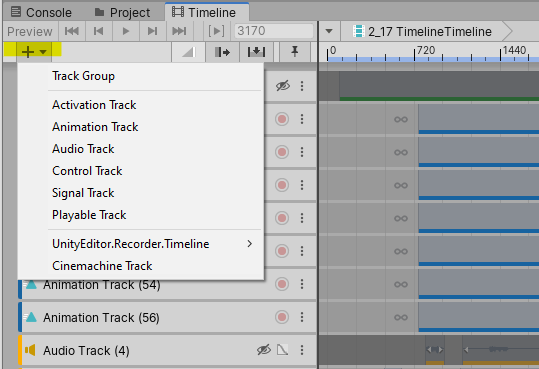 Console Project Timeline
Preview 3170 2_17 TimelineTimeline
0 720 1440
Track Group
Activation Track
Animation Track
Audio Track
Control Track
Signal Track
Playable Track
UnityEditor.Recorder.Timeline
Cinemachine Track
Animation Track (54)
Animation Track (56)
Audio Track (4)